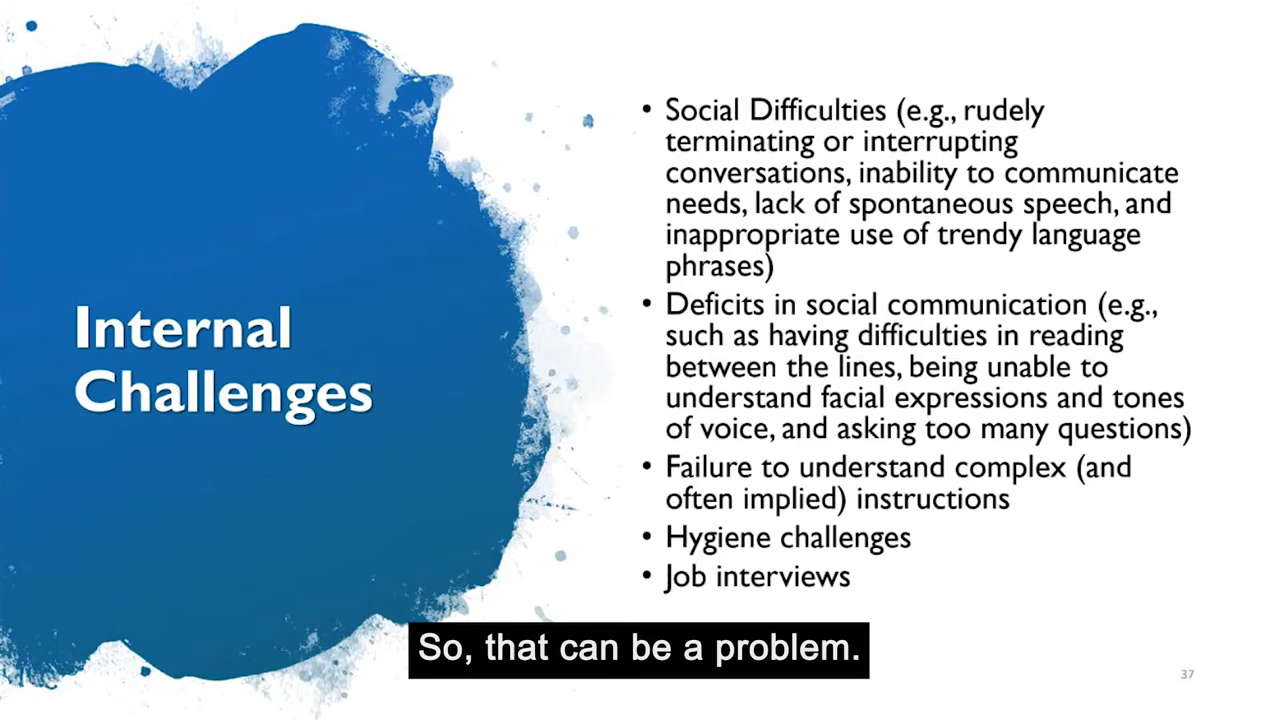 Internal
Challenges
• Social Difficulties (e.g., rudely
terminating or interrupting
conversations, inability to communicate
needs, lack of spontaneous speech, and
inappropriate use of trendy language
phrases)
• Deficits in social communication (e.g.,
such as having difficulties in reading
between the lines, being unable to
understand facial expressions and tones
of voice, and asking too many questions)
• Failure to understand complex (and
often implied) instructions
• Hygiene challenges
• Job interviews
So, that can be a problem.
37